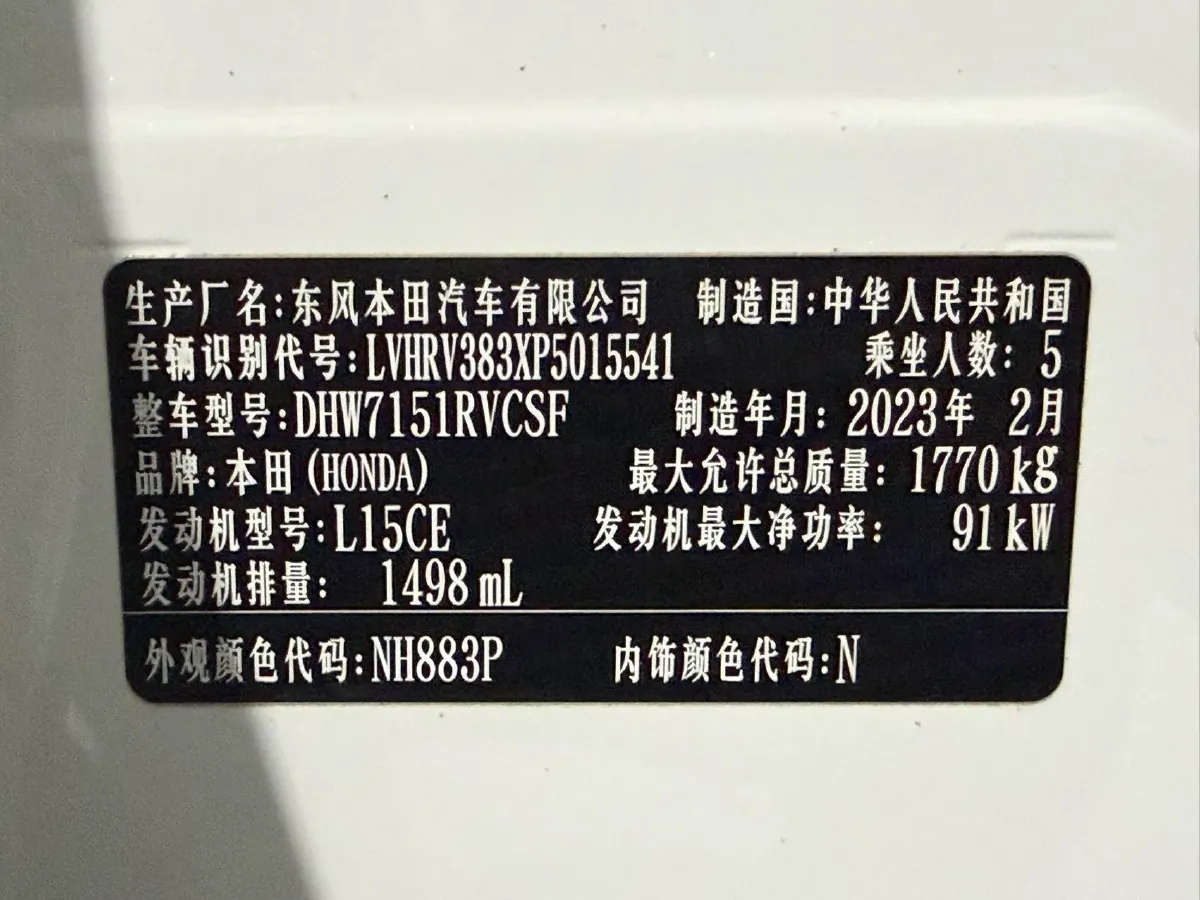 生产厂名:东风本田汽车有限公司 制造国:中华人民共和国
车辆识别代号:LVHRV383XP5015541 乘坐人数: 5
整车型号:DHW7151RVCSF 制造年月: 2023年 2月
品牌:本田(HONDA) 最大允许总质量: 1770 kg
发动机型号:L15CE 发动机最大净功率: 91 kW
发动机排量: 1498 mL
外观颜色代码:NH883P 内饰颜色代码:N